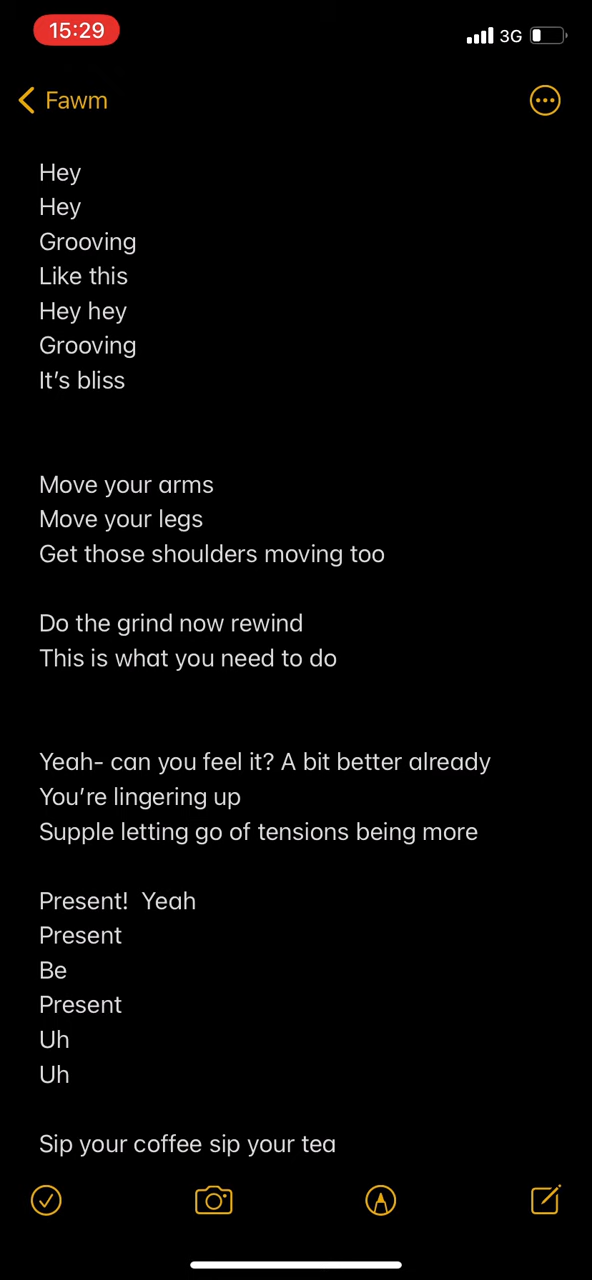 15:29
3G
Fawm
Hey
Hey
Grooving
Like this
Hey hey
Grooving
It’s bliss
Move your arms
Move your legs
Get those shoulders moving too
Do the grind now rewind
This is what you need to do
Yeah- can you feel it? A bit better already
You’re lingering up
Supple letting go of tensions being more
Present!  Yeah
Present
Be
Present
Uh
Uh
Sip your coffee sip your tea